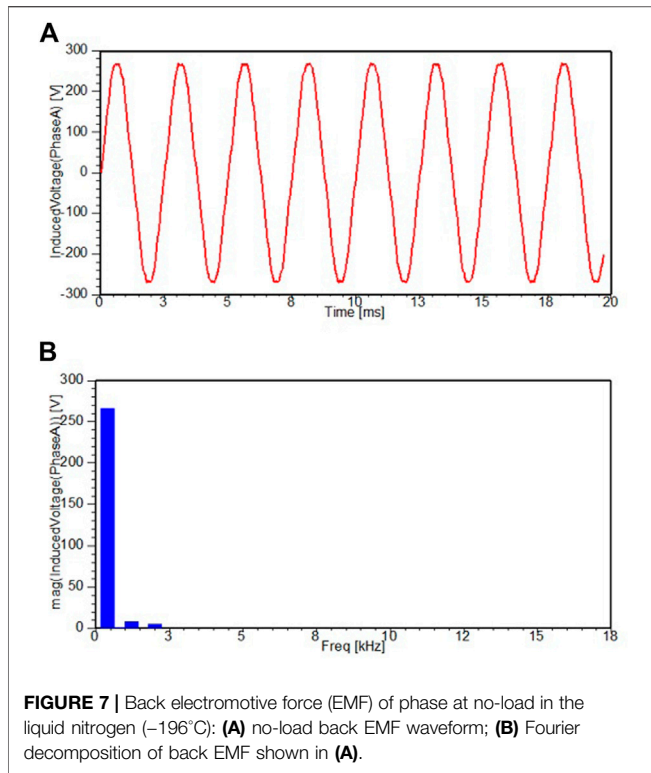 A
InducedVoltage(PhaseA) [V]
300
200
100
0
-100
-200
-300
0 3 5 8 10 13 15 18 20
Time [ms]
B
mag(InducedVoltage(PhaseA)) [V]
300
250
200
150
100
50
0
0 3 5 8 10 12 15 18
Freq [kHz]
FIGURE 7 | Back electromotive force (EMF) of phase at no-load in the
liquid nitrogen (−196°C): (A) no-load back EMF waveform; (B) Fourier
decomposition of back EMF shown in (A).